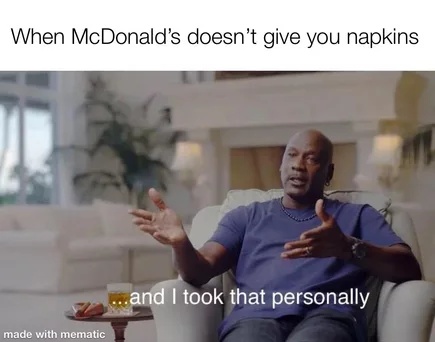 When McDonald’s doesn’t give you napkins
...and I took that personally
made with mematic